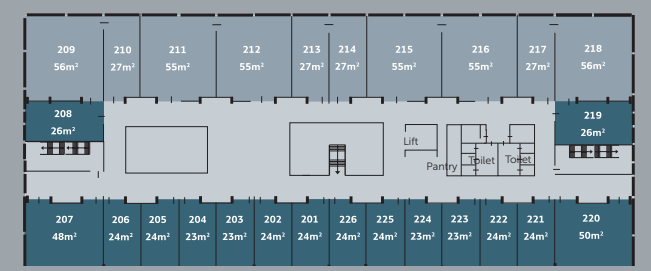 209
56m²
210
27m²
211
55m²
212
55m²
213
27m²
214
27m²
215
55m²
216
55m²
217
27m²
218
56m²
208
26m²
219
26m²
Lift
Pantry
Toilet
Toilet
207
48m²
206
24m²
205
24m²
204
23m²
203
23m²
202
24m²
201
24m²
226
24m²
225
24m²
224
23m²
223
23m²
222
24m²
221
24m²
220
50m²